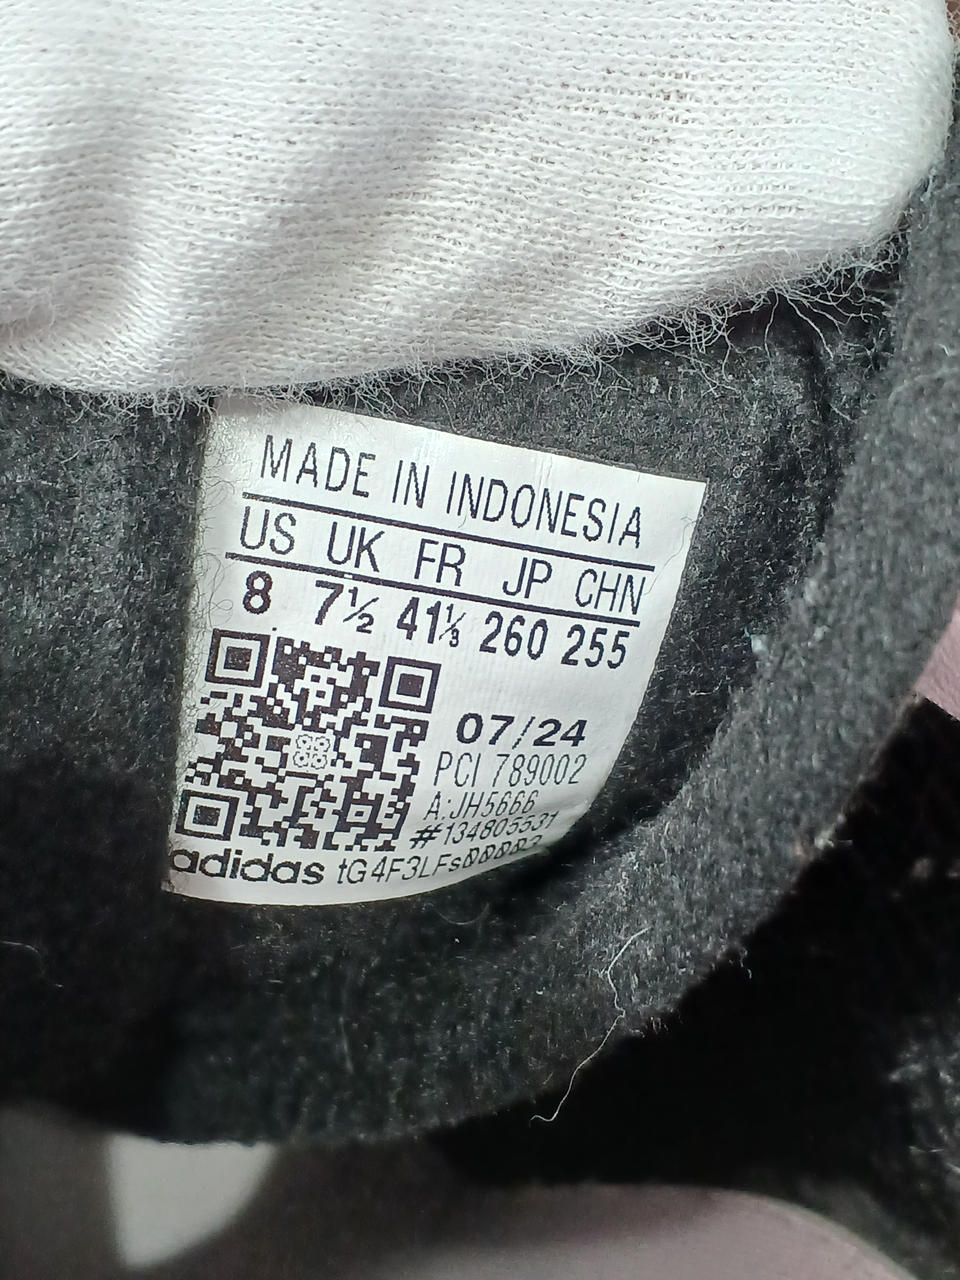 MADE IN INDONESIA
US UK FR JP CHN
8 7½ 41⅓ 260 255
07/24
PCI 789002
A:JH5666
#134805531
adidas tG4F3LFs00003